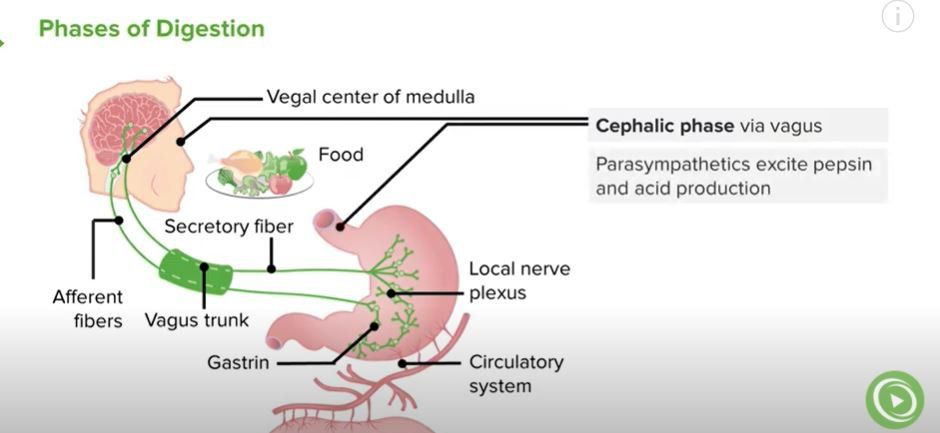 Phases of Digestion
Vegal center of medulla
Cephalic phase via vagus
Food
Parasympathetics excite pepsin
and acid production
Secretory fiber
Local nerve
plexus
Afferent
fibers
Vagus trunk
Gastrin
Circulatory
system
i